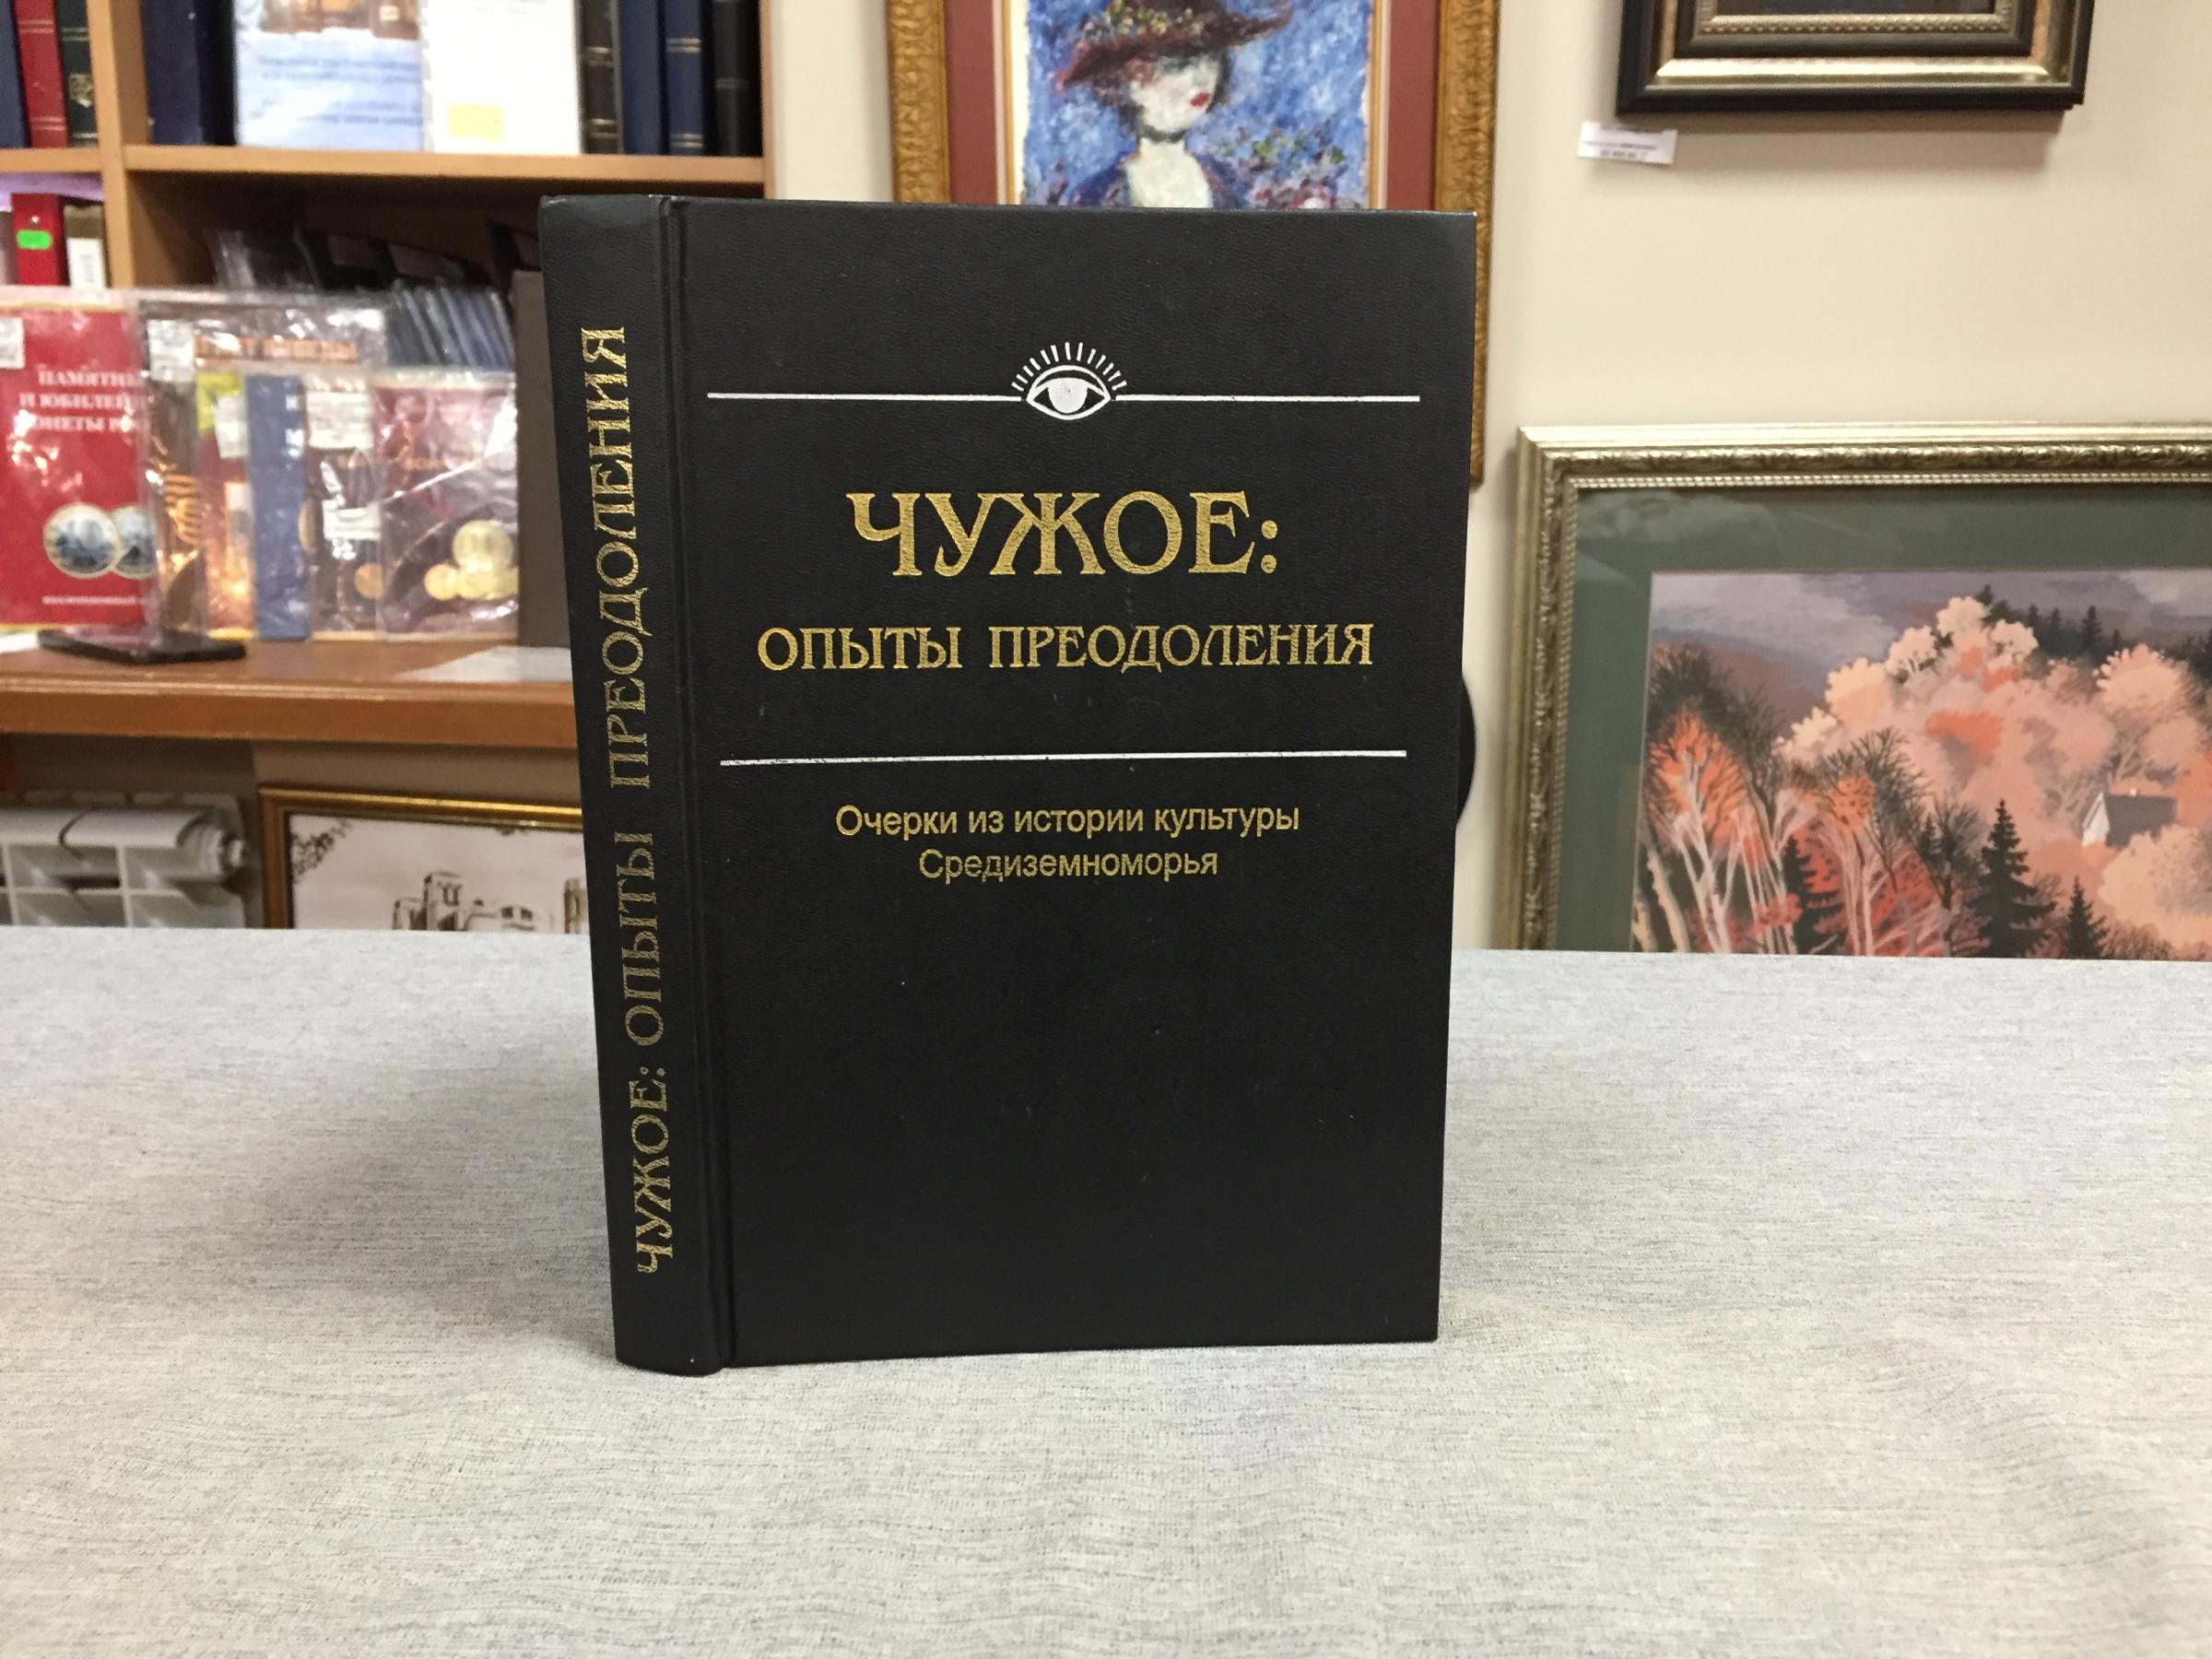 ЧУЖОЕ: ОПЫТЫ ПРЕОДОЛЕНИЯ
ЧУЖОЕ:
ОПЫТЫ ПРЕОДОЛЕНИЯ
Очерки из истории культуры
Средиземноморья